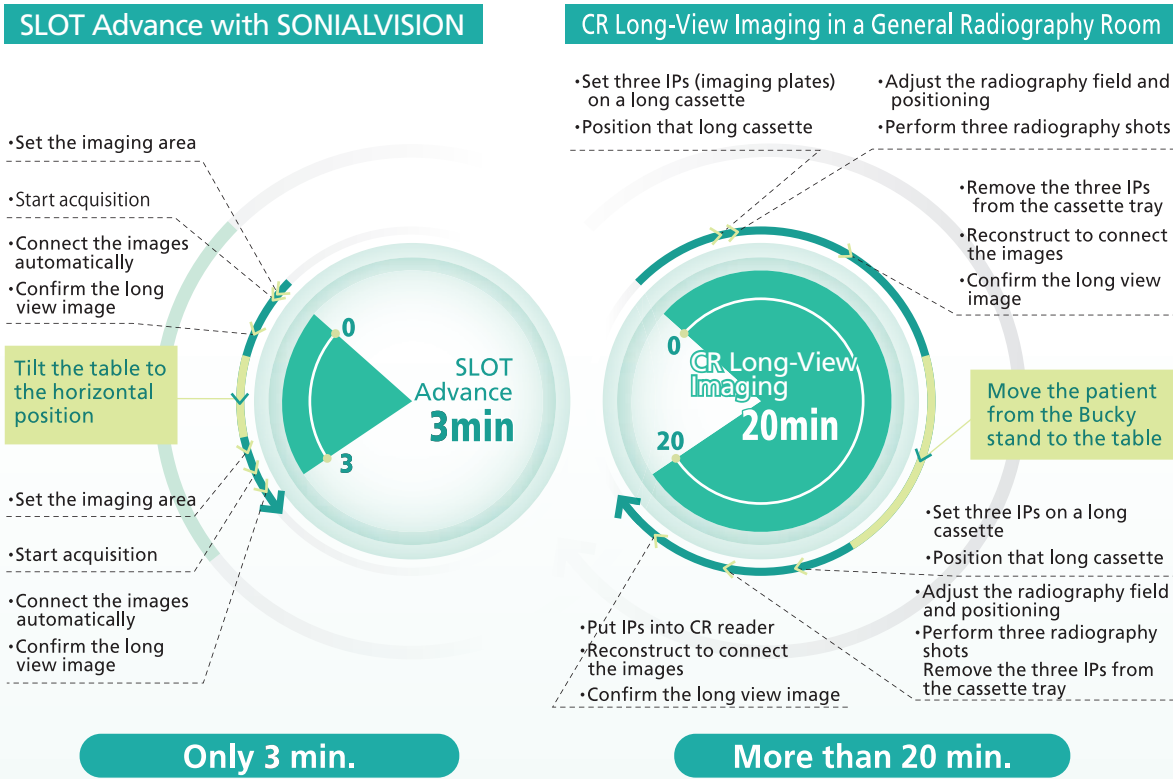 SLOT Advance with SONIALVISION
・Set the imaging area
・Start acquisition
・Connect the images
automatically
・Confirm the long
view image
Tilt the table to
the horizontal
position
・Set the imaging area
・Start acquisition
・Connect the images
automatically
・Confirm the long
view image
0
3
SLOT
Advance
3min
Only 3 min.
CR Long-View Imaging in a General Radiography Room
・Set three IPs (imaging plates)
on a long cassette
・Position that long cassette
・Adjust the radiography field and
positioning
・Perform three radiography shots
・Remove the three IPs
from the cassette tray
・Reconstruct to connect
the images
・Confirm the long view
image
Move the patient
from the Bucky
stand to the table
・Set three IPs on a long
cassette
・Position that long cassette
・Adjust the radiography field
and positioning
・Perform three radiography
shots
Remove the three IPs from
the cassette tray
・Put IPs into CR reader
・Reconstruct to connect
the images
・Confirm the long view image
0
20
CR Long-View
Imaging
20min
More than 20 min.